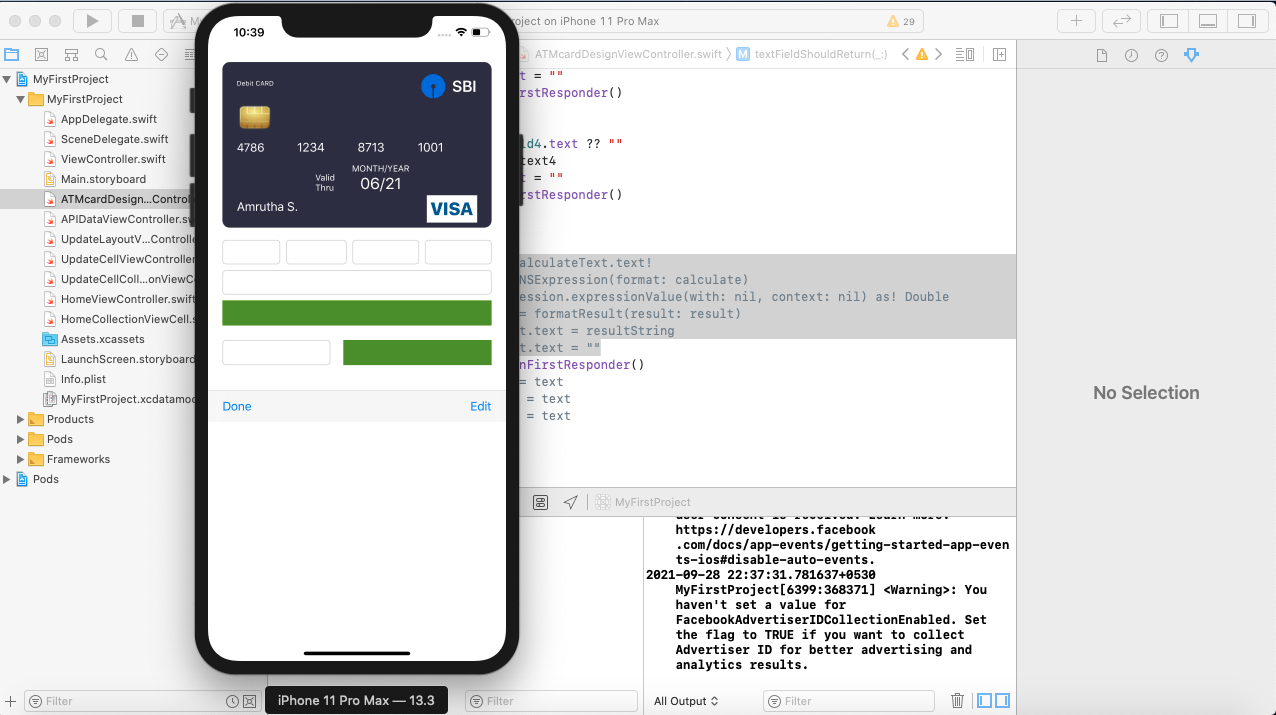 roject on iPhone 11 Pro Max
29
10:39
ATMcardDesignViewController.swift
textFieldShouldReturn(_:)
MyFirstProject
MyFirstProject
AppDelegate.swift
SceneDelegate.swift
ViewController.swift
Main.storyboard
ATMcardDesign...Control
APIDataViewController.sw
UpdateLayoutV...Controlle
UpdateCellViewController
UpdateCellColl...onViewC
HomeViewController.swift
HomeCollectionViewCell.s
Assets.xcassets
LaunchScreen.storyboard
Info.plist
MyFirstProject.xcdatamoc
Products
Pods
Frameworks
Pods
Debit CARD
SBI
4786 1234 8713 1001
MONTH/YEAR
Valid
Thru
06/21
Amrutha S.
VISA
Done
Edit
t = ""
rstResponder()
ld4.text ?? ""
text4
t = ""
rstResponder()
alculateText.text!
NSExpression(format: calculate)
ession.expressionValue(with: nil, context: nil) as! Double
= formatResult(result: result)
t.text = resultString
t.text = ""
nFirstResponder()
= text
= text
= text
No Selection
MyFirstProject
user consent is received. Learn more:
https://developers.facebook
.com/docs/app-events/getting-started-app-even
ts-ios#disable-auto-events.
2021-09-28 22:37:31.781637+0530
MyFirstProject[6399:368371] <Warning>: You
haven't set a value for
FacebookAdvertiserIDCollectionEnabled. Set
the flag to TRUE if you want to collect
Advertiser ID for better advertising and
analytics results.
Filter
iPhone 11 Pro Max — 13.3
Filter
All Output
Filter